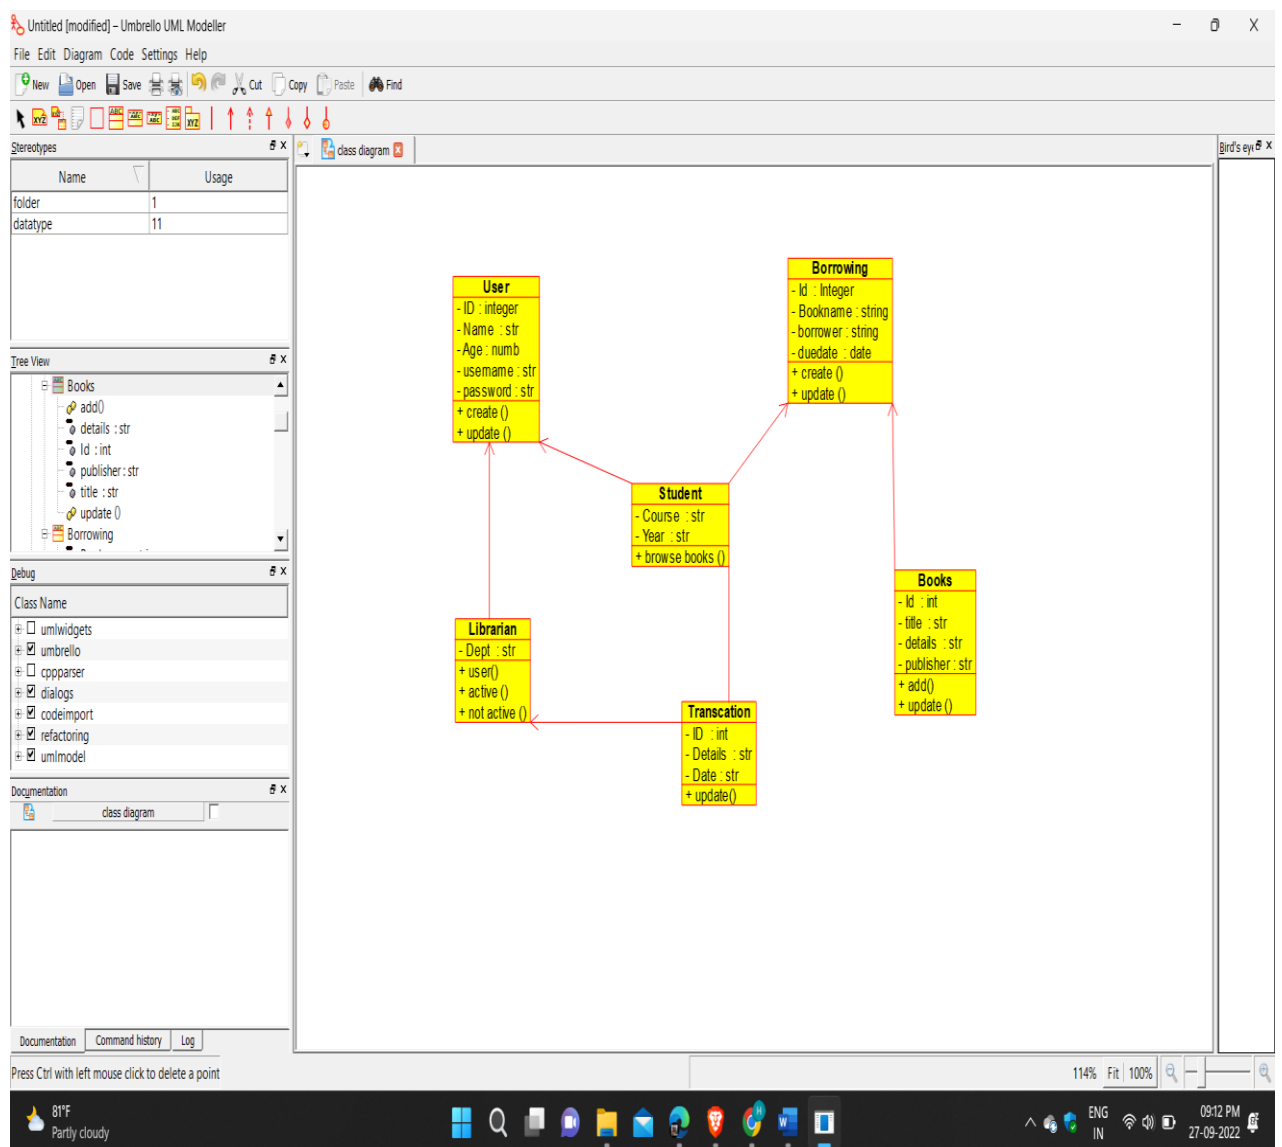 Untitled [modified] – Umbrello UML Modeller
File Edit Diagram Code Settings Help
New Open Save Cut Copy Paste Find
Stereotypes
Name Usage
folder 1
datatype 11
Tree View
Books
add()
details : str
Id : int
publisher : str
title : str
update ()
Borrowing
Debug
Class Name
umlwidgets
umbrello
cppparser
dialogs
codeimport
refactoring
umlmodel
Documentation
class diagram
Documentation Command history Log
Press Ctrl with left mouse click to delete a point
class diagram
Bird's eye
User
- ID : integer
- Name : str
- Age : numb
- username : str
- password : str
+ create ()
+ update ()
Borrowing
- Id : Integer
- Bookname : string
- borrower : string
- duedate : date
+ create ()
+ update ()
Student
- Course : str
- Year : str
+ browse books ()
Librarian
- Dept : str
+ user()
+ active ()
+ not active ()
Transcation
- ID : int
- Details : str
- Date : str
+ update()
Books
- Id : int
- title : str
- details : str
- publisher : str
+ add()
+ update ()
114% Fit 100%
81°F
Partly cloudy
ENG
IN
09:12 PM
27-09-2022